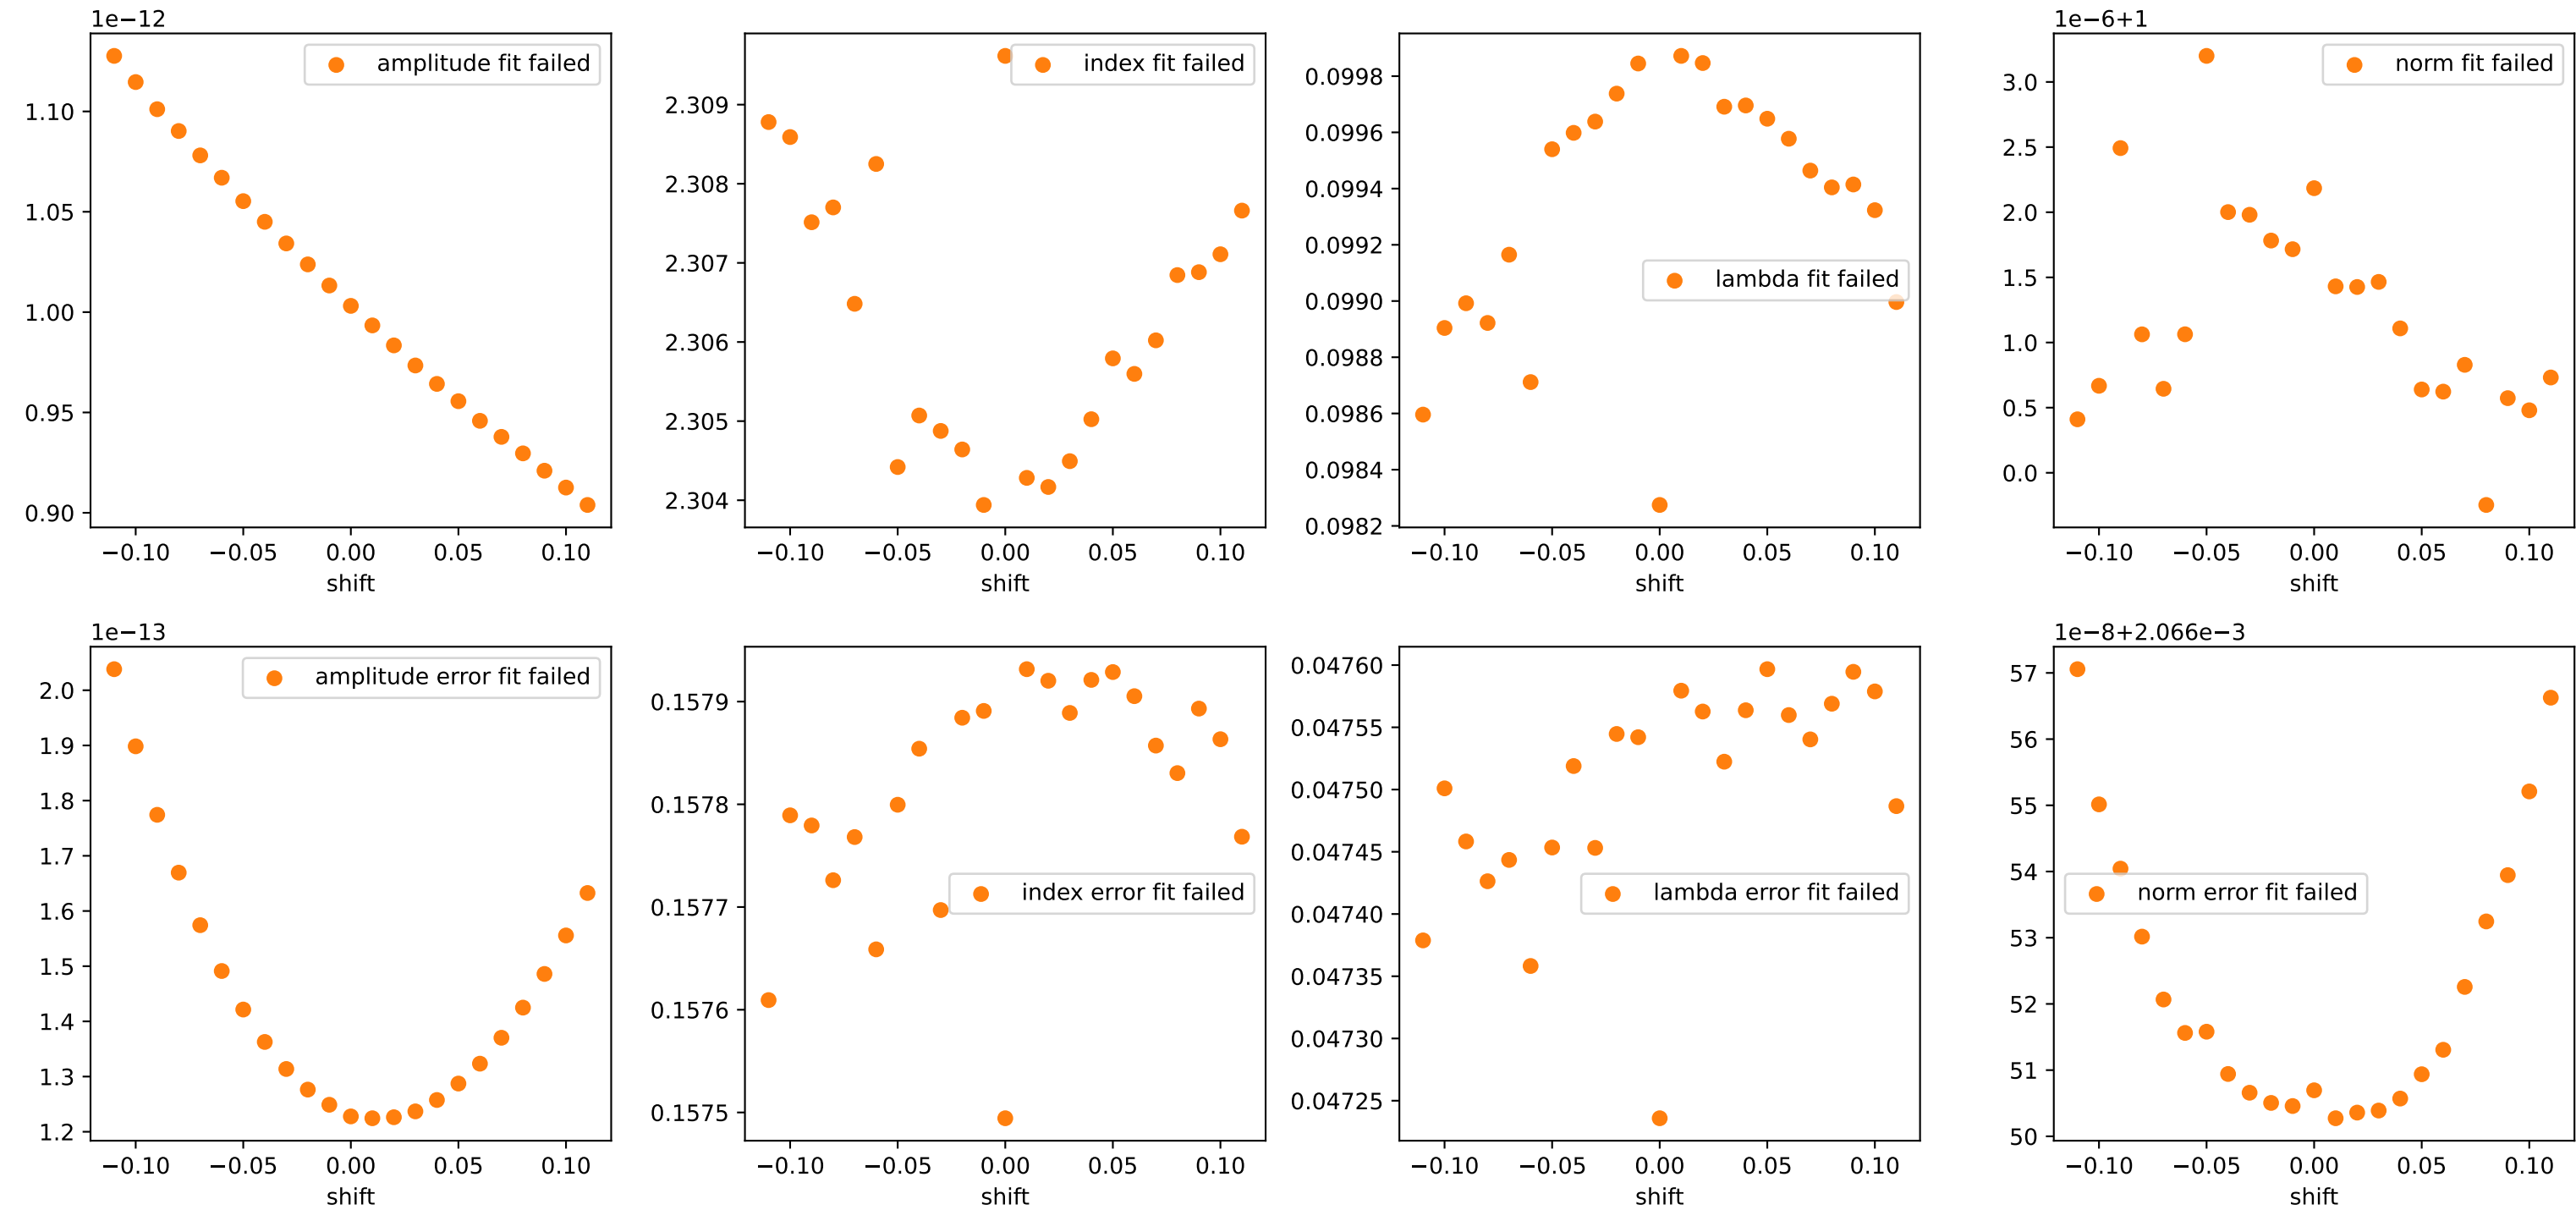 1e−12
amplitude fit failed
1.10
1.05
1.00
0.95
0.90
−0.10 −0.05 0.00 0.05 0.10
shift
index fit failed
2.309
2.308
2.307
2.306
2.305
2.304
−0.10 −0.05 0.00 0.05 0.10
shift
0.0998
0.0996
0.0994
0.0992
0.0990
0.0988
0.0986
0.0984
0.0982
lambda fit failed
−0.10 −0.05 0.00 0.05 0.10
shift
1e−6+1
norm fit failed
3.0
2.5
2.0
1.5
1.0
0.5
0.0
−0.10 −0.05 0.00 0.05 0.10
shift
1e−13
amplitude error fit failed
2.0
1.9
1.8
1.7
1.6
1.5
1.4
1.3
1.2
−0.10 −0.05 0.00 0.05 0.10
shift
0.1579
0.1578
0.1577
0.1576
0.1575
index error fit failed
−0.10 −0.05 0.00 0.05 0.10
shift
0.04760
0.04755
0.04750
0.04745
0.04740
0.04735
0.04730
0.04725
lambda error fit failed
−0.10 −0.05 0.00 0.05 0.10
shift
1e−8+2.066e−3
57
56
55
54
53
52
51
50
norm error fit failed
−0.10 −0.05 0.00 0.05 0.10
shift